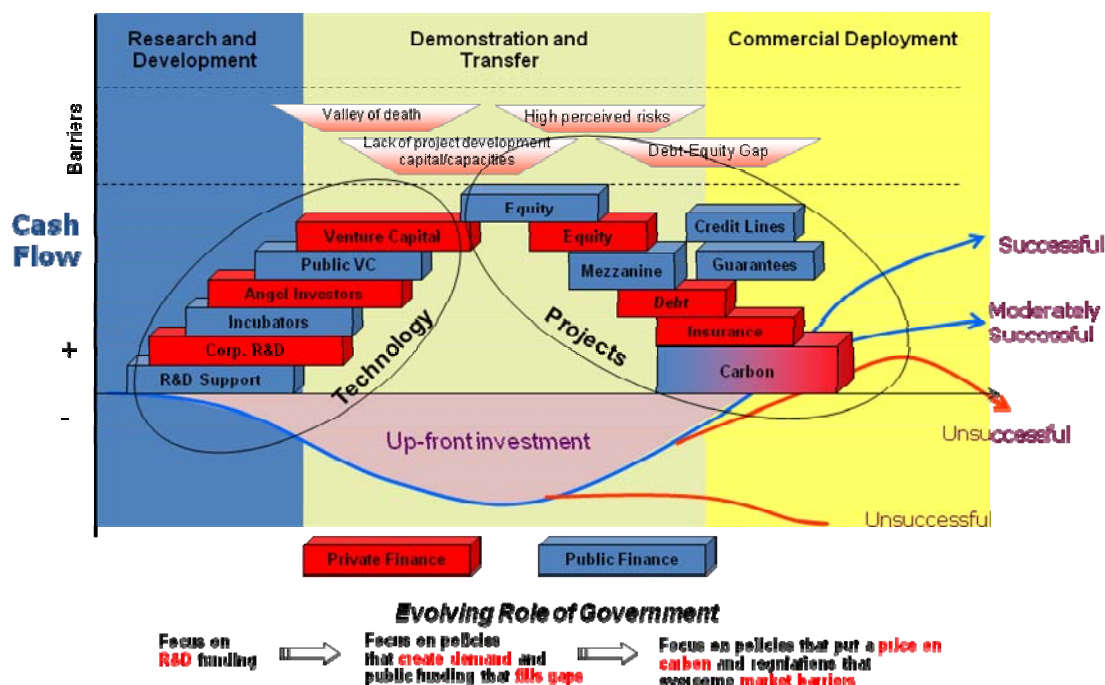 Research and
Development
Demonstration and
Transfer
Commercial Deployment
Barriers
Valley of death
High perceived risks
Lack of project development
capital/capacities
Debt-Equity Gap
Cash
Flow
+
-
Equity
Venture Capital
Equity
Credit Lines
Public VC
Mezzanine
Guarantees
Angel Investors
Debt
Incubators
Insurance
Corp. R&D
Carbon
R&D Support
Technology
Projects
Successful
Moderately
Successful
Unsuccessful
Up-front investment
Unsuccessful
Private Finance
Public Finance
Evolving Role of Government
Focus on
R&D funding
Focus on policies
that create demand and
public funding that fills gaps
Focus on policies that put a price on
carbon and regulations that
overcome market barriers